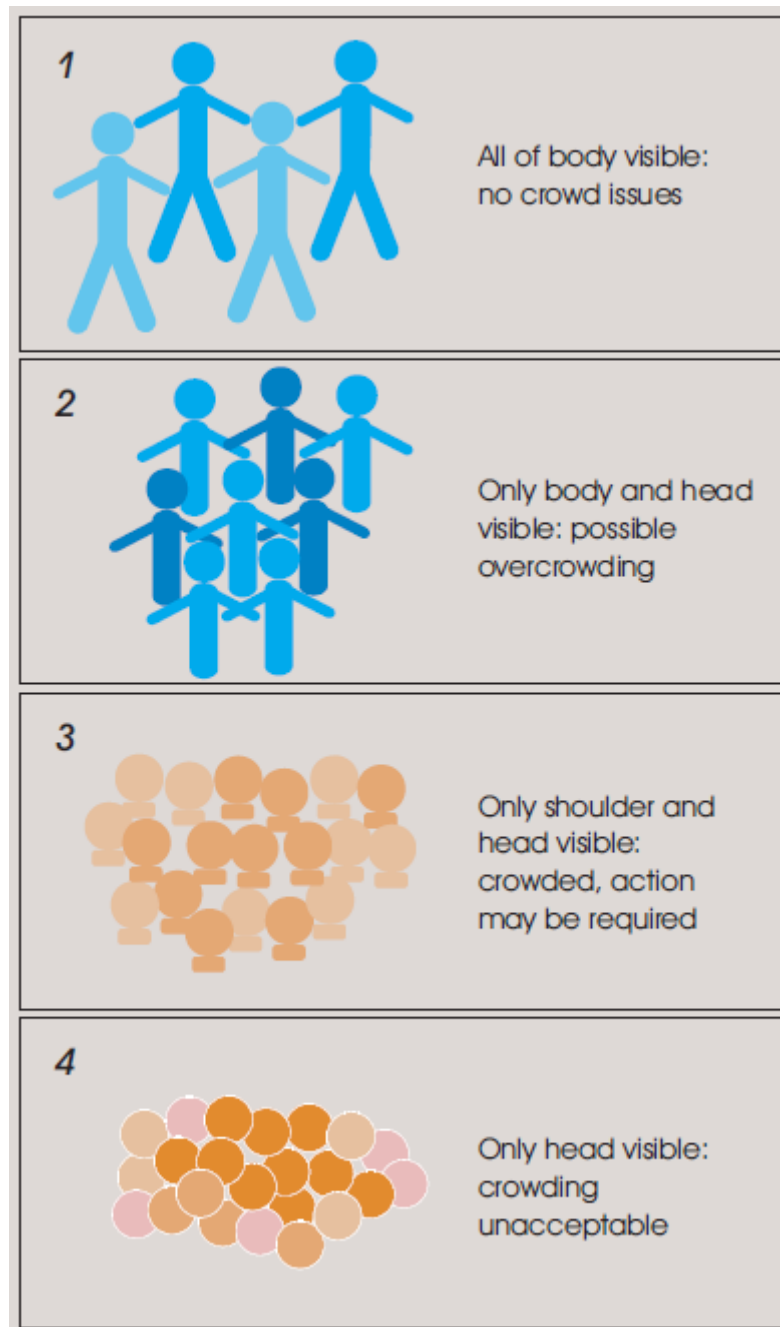 1
All of body visible:
no crowd issues
2
Only body and head
visible: possible
overcrowding
3
Only shoulder and
head visible:
crowded, action
may be required
4
Only head visible:
crowding
unacceptable